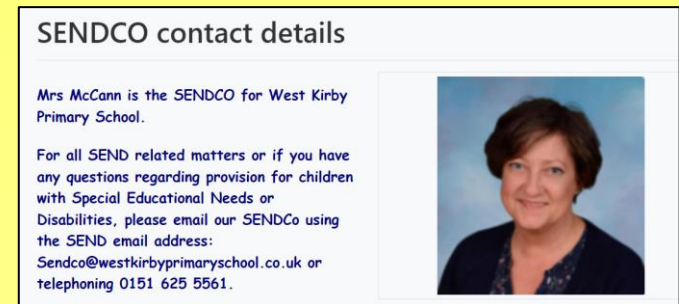 SENDCO contact details
Mrs McCann is the SENDCO for West Kirby
Primary School.
For all SEND related matters or if you have
any questions regarding provision for children
with Special Educational Needs or
Disabilities, please email our SENDCo using
the SEND email address:
Sendco@westkirbyprimaryschool.co.uk or
telephoning 0151 625 5561.